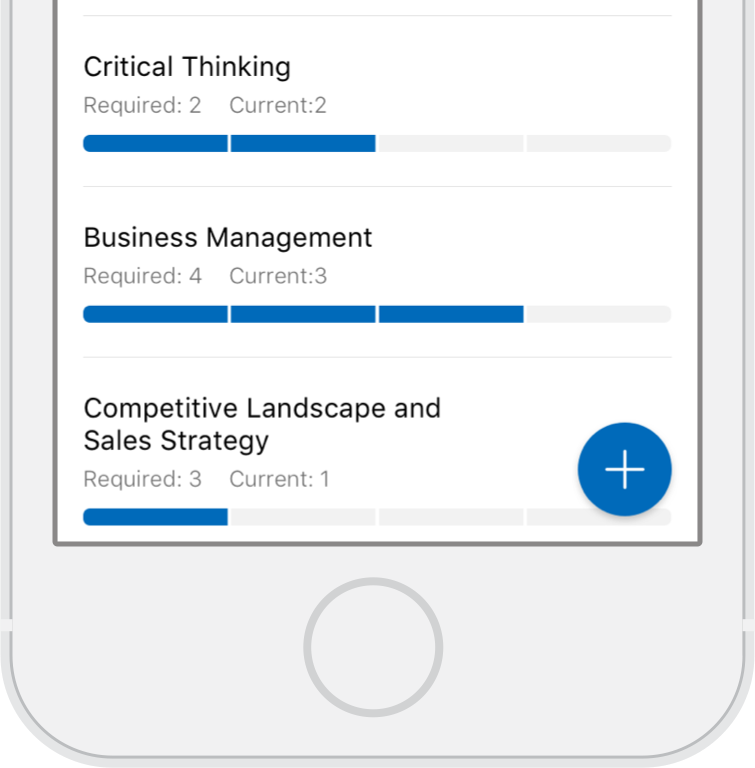 Critical Thinking
Required: 2 Current:2
Business Management
Required: 4 Current:3
Competitive Landscape and
Sales Strategy
Required: 3 Current: 1